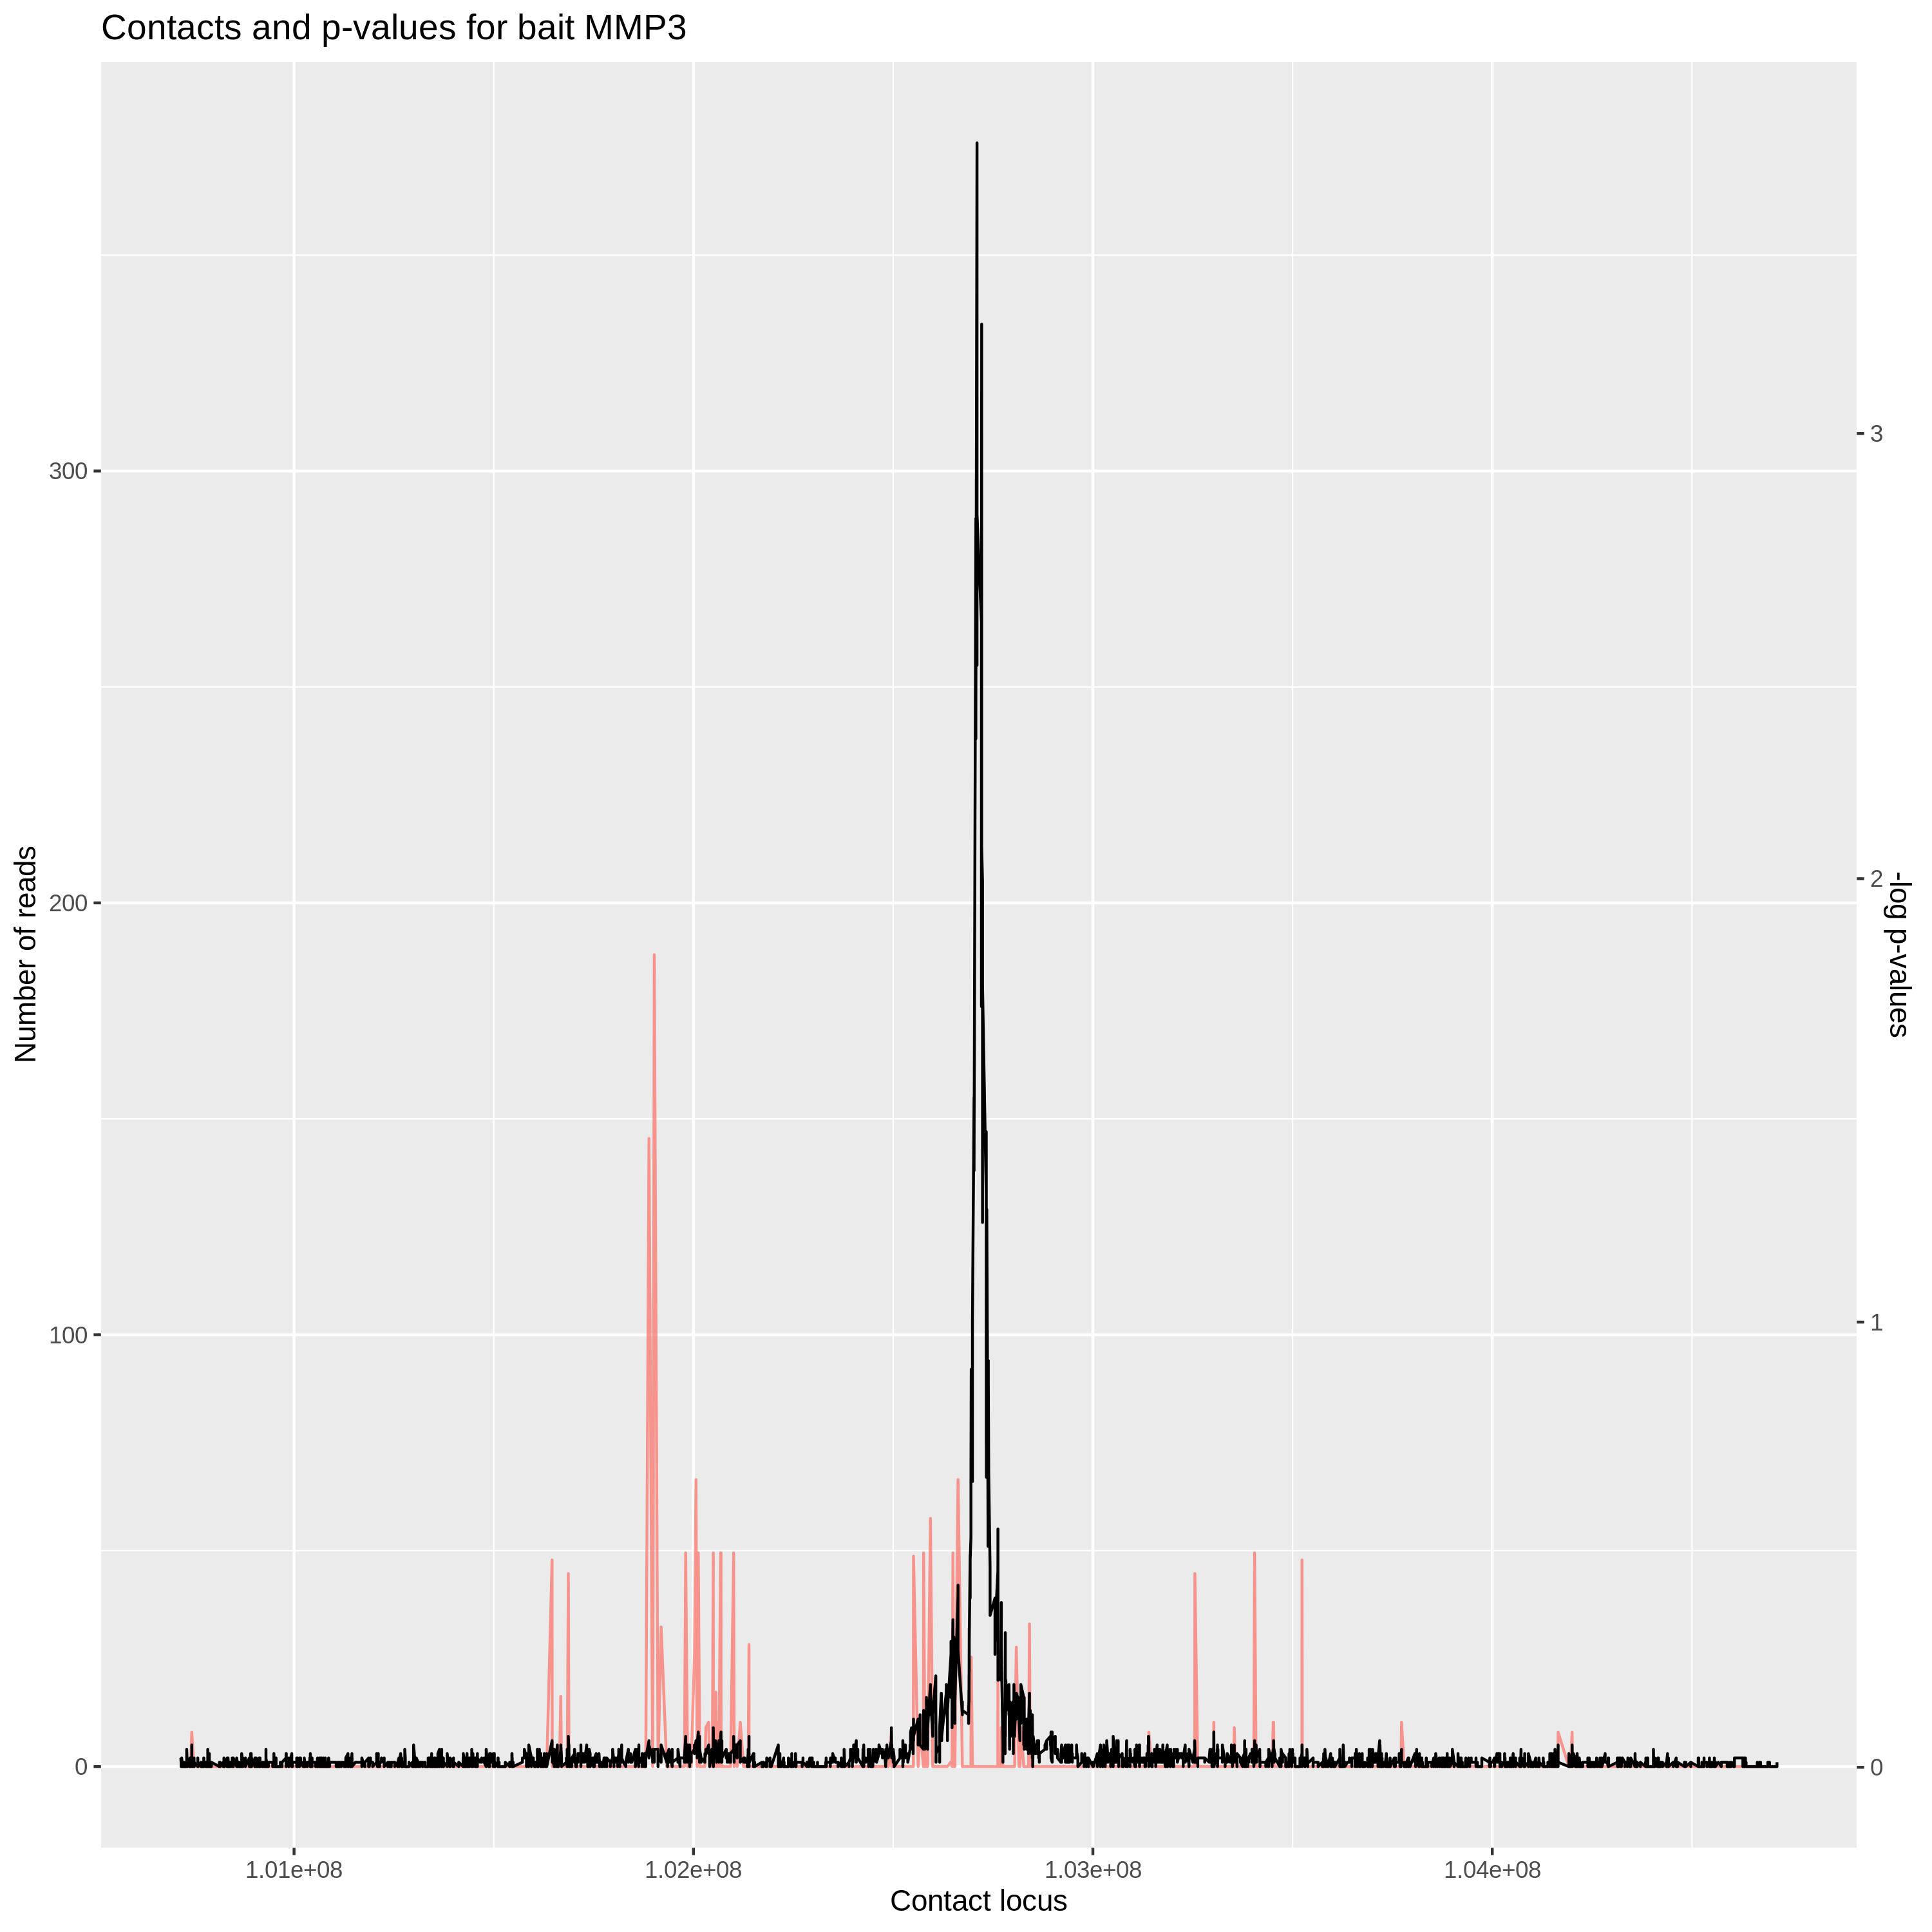 Contacts and p-values for bait MMP3
Number of reads
300
200
100
0
3
2
1
0
-log p-values
1.01e+08
1.02e+08
1.03e+08
1.04e+08
Contact locus